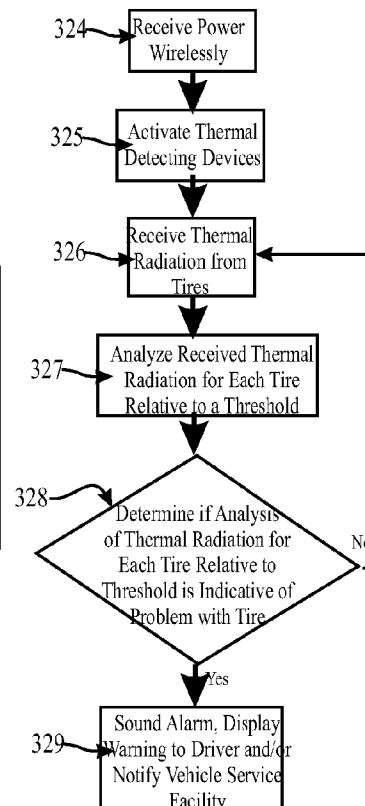 324
Receive Power
Wirelessly
325
Activate Thermal
Detecting Devices
326
Receive Thermal
Radiation from
Tires
327
Analyze Received Thermal
Radiation for Each Tire
Relative to a Threshold
328
Determine if Analysis
of Thermal Radiation for
Each Tire Relative to
Threshold is Indicative of
Problem with Tire
No
Yes
329
Sound Alarm, Display
Warning to Driver and/or
Notify Vehicle Service
Facility